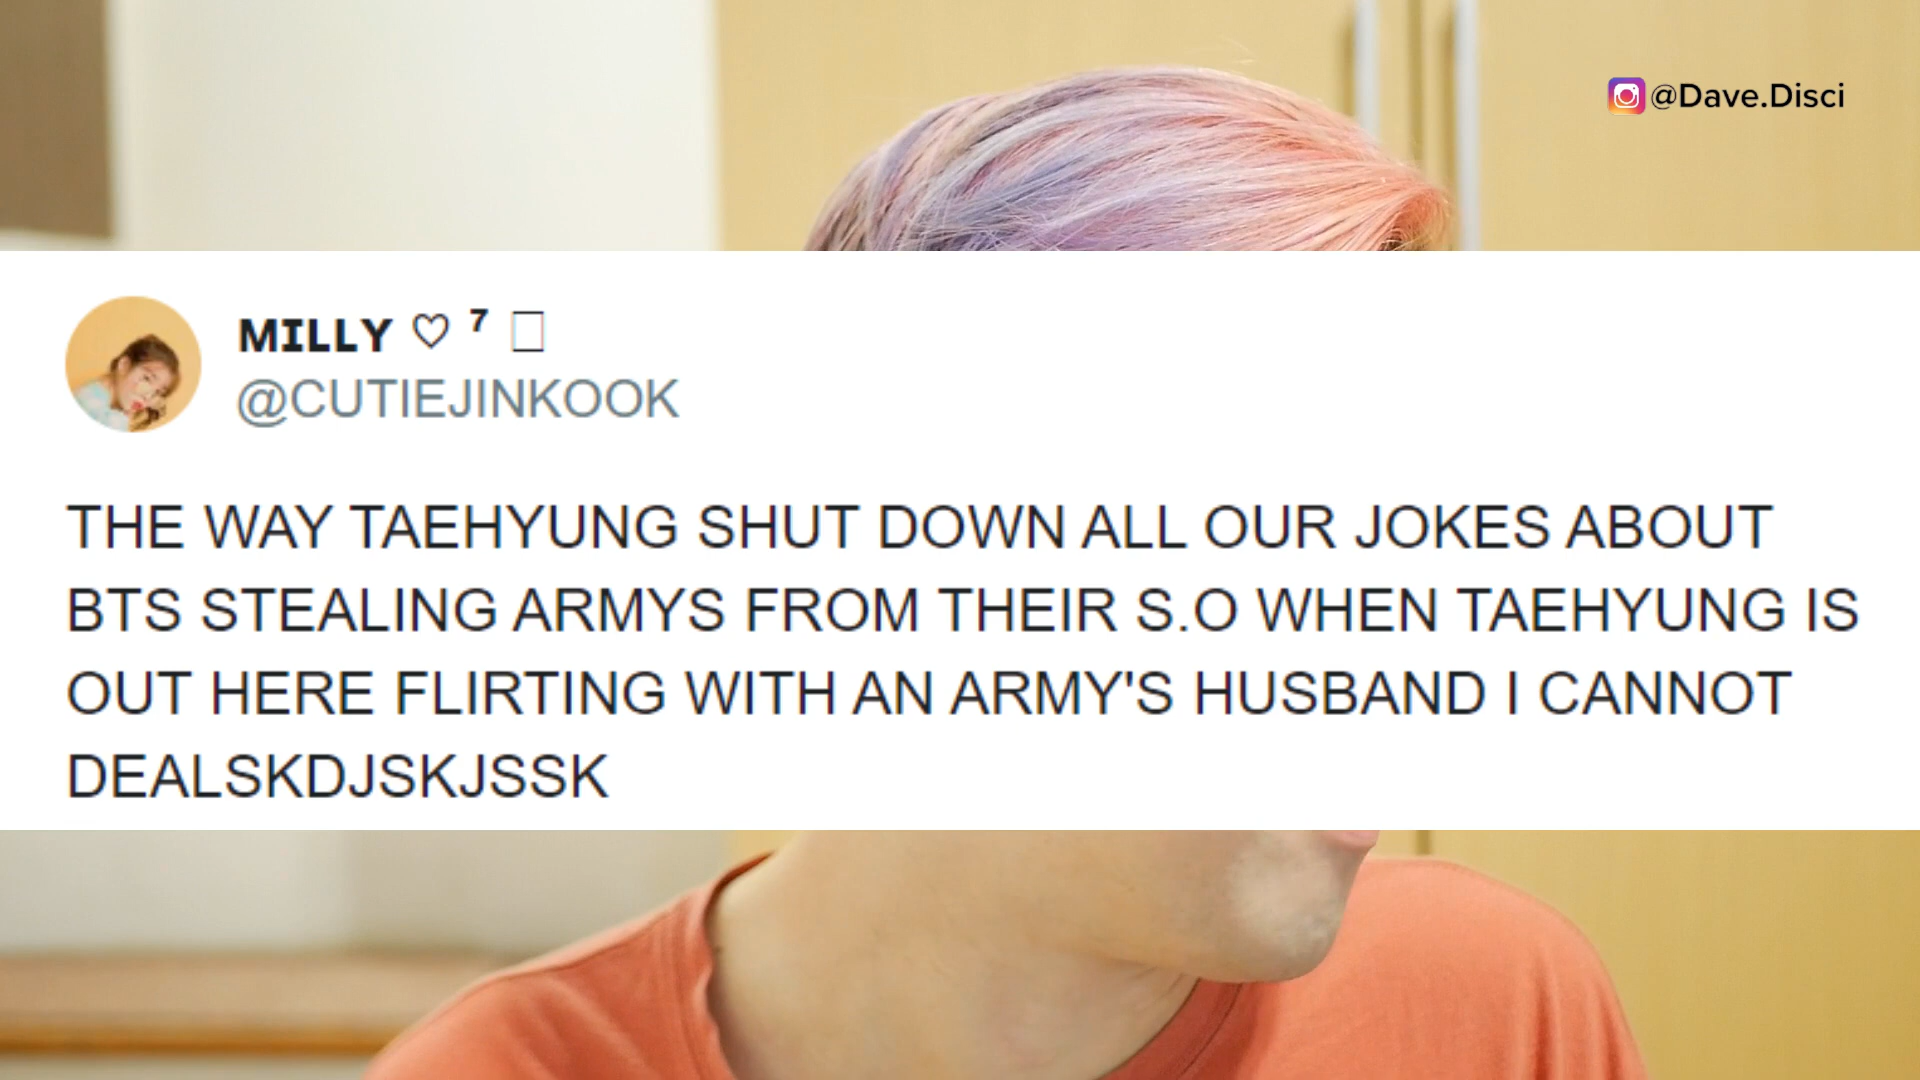 @Dave.Disci
MILLY ♡ ⁷
@CUTIEJINKOOK
THE WAY TAEHYUNG SHUT DOWN ALL OUR JOKES ABOUT
BTS STEALING ARMYS FROM THEIR S.O WHEN TAEHYUNG IS
OUT HERE FLIRTING WITH AN ARMY'S HUSBAND I CANNOT
DEALSKDJSKJSSK